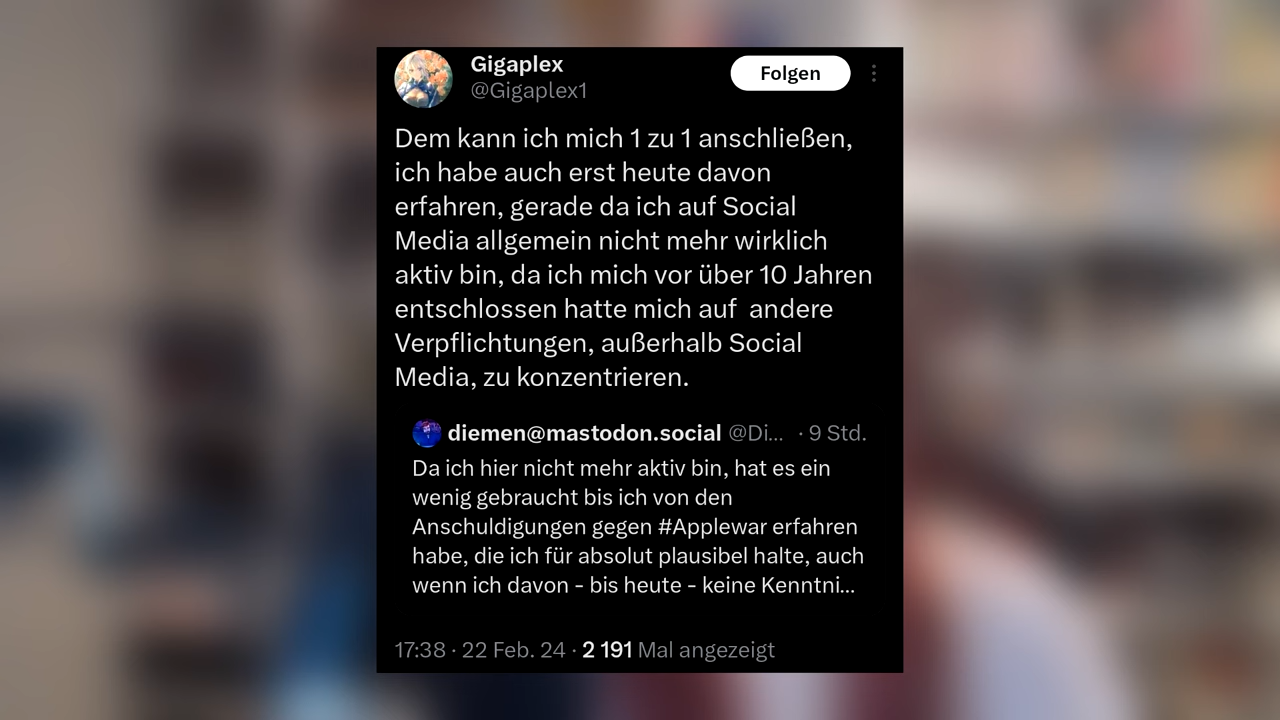 Gigaplex
@Gigaplex1
Folgen
Dem kann ich mich 1 zu 1 anschließen,
ich habe auch erst heute davon
erfahren, gerade da ich auf Social
Media allgemein nicht mehr wirklich
aktiv bin, da ich mich vor über 10 Jahren
entschlossen hatte mich auf  andere
Verpflichtungen, außerhalb Social
Media, zu konzentrieren.
diemen@mastodon.social @Di... · 9 Std.
Da ich hier nicht mehr aktiv bin, hat es ein
wenig gebraucht bis ich von den
Anschuldigungen gegen #Applewar erfahren
habe, die ich für absolut plausibel halte, auch
wenn ich davon - bis heute - keine Kenntni...
17:38 · 22 Feb. 24 · 2 191 Mal angezeigt